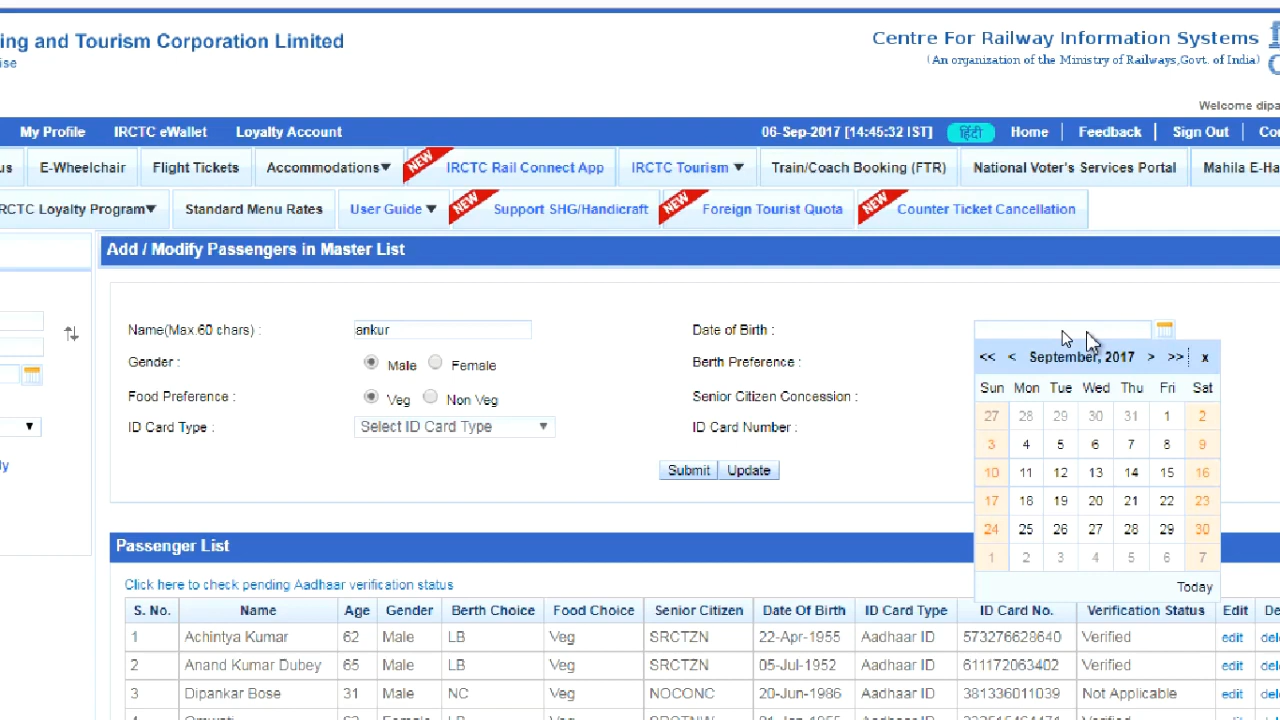 ing and Tourism Corporation Limited
ise
Centre For Railway Information Systems
(An organization of the Ministry of Railways,Govt. of India)
Welcome dipa
My Profile IRCTC eWallet Loyalty Account 06-Sep-2017 [14:45:32 IST] हिंदी Home Feedback Sign Out Co
us E-Wheelchair Flight Tickets Accommodations▼ NEW IRCTC Rail Connect App IRCTC Tourism ▼ Train/Coach Booking (FTR) National Voter's Services Portal Mahila E-Ha
RCTC Loyalty Program▼ Standard Menu Rates User Guide ▼ NEW Support SHG/Handicraft NEW Foreign Tourist Quota NEW Counter Ticket Cancellation
Add / Modify Passengers in Master List
Name(Max 60 chars) : ankur Date of Birth :
Gender : Male Female Berth Preference :
Food Preference : Veg Non Veg Senior Citizen Concession :
ID Card Type : Select ID Card Type ▼ ID Card Number :
ly
Submit Update
<< < September, 2017 > >> x
Sun Mon Tue Wed Thu Fri Sat
27 28 29 30 31 1 2
3 4 5 6 7 8 9
10 11 12 13 14 15 16
17 18 19 20 21 22 23
24 25 26 27 28 29 30
1 2 3 4 5 6 7
Today
Passenger List
Click here to check pending Aadhaar verification status
S. No. Name Age Gender Berth Choice Food Choice Senior Citizen Date Of Birth ID Card Type ID Card No. Verification Status Edit De
1 Achintya Kumar 62 Male LB Veg SRCTZN 22-Apr-1955 Aadhaar ID 573276628640 Verified edit del
2 Anand Kumar Dubey 65 Male LB Veg SRCTZN 05-Jul-1952 Aadhaar ID 611172063402 Verified edit del
3 Dipankar Bose 31 Male NC Veg NOCONC 20-Jun-1986 Aadhaar ID 381336011039 Not Applicable edit del